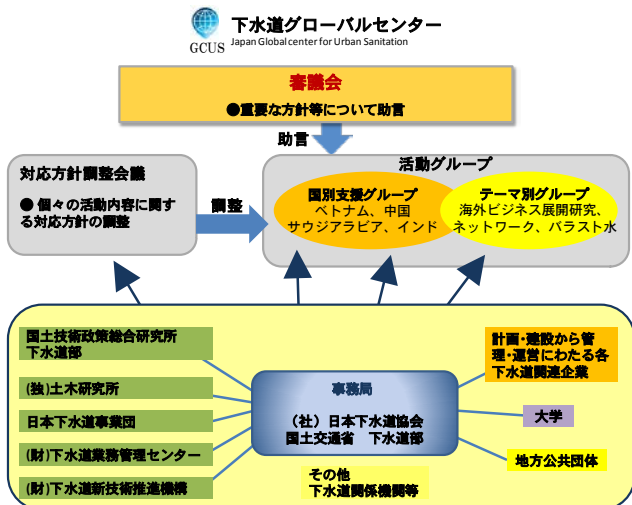 下水道グローバルセンター
Japan Globalcenter for Urban Sanitation
GCUS
審議会
●重要な方針等について助言
助言
対応方針調整会議
● 個々の活動内容に関す
る対応方針の調整
調整
活動グループ
国別支援グループ
ベトナム、中国
サウジアラビア、インド
テーマ別グループ
海外ビジネス展開研究、
ネットワーク、バラスト水
国土技術政策総合研究所
下水道部
(独)土木研究所
日本下水道事業団
(財)下水道業務管理センター
(財)下水道新技術推進機構
事務局
（社）日本下水道協会
国土交通省 下水道部
計画・建設から管
理・運営にわたる各
下水道関連企業
大学
地方公共団体
その他
下水道関係機関等